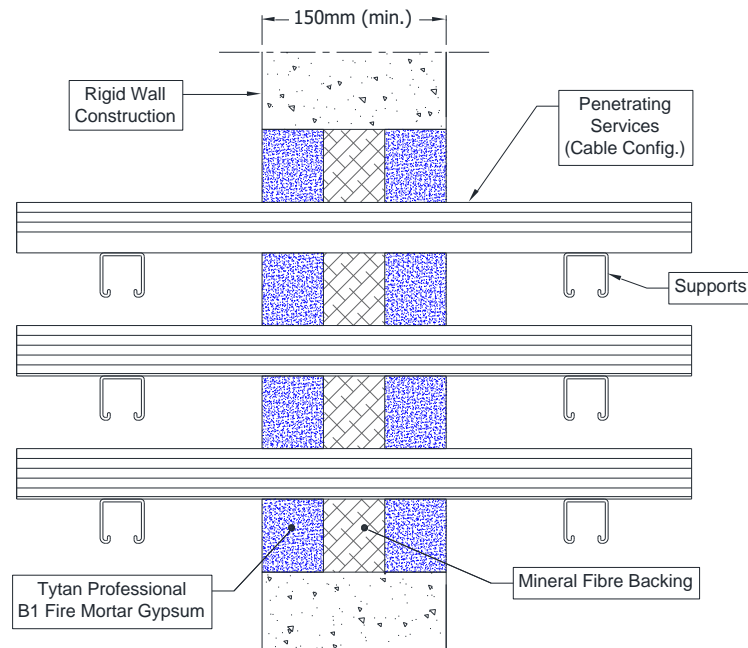 150mm (min.)
Rigid Wall
Construction
Penetrating
Services
(Cable Config.)
Supports
Tytan Professional
B1 Fire Mortar Gypsum
Mineral Fibre Backing